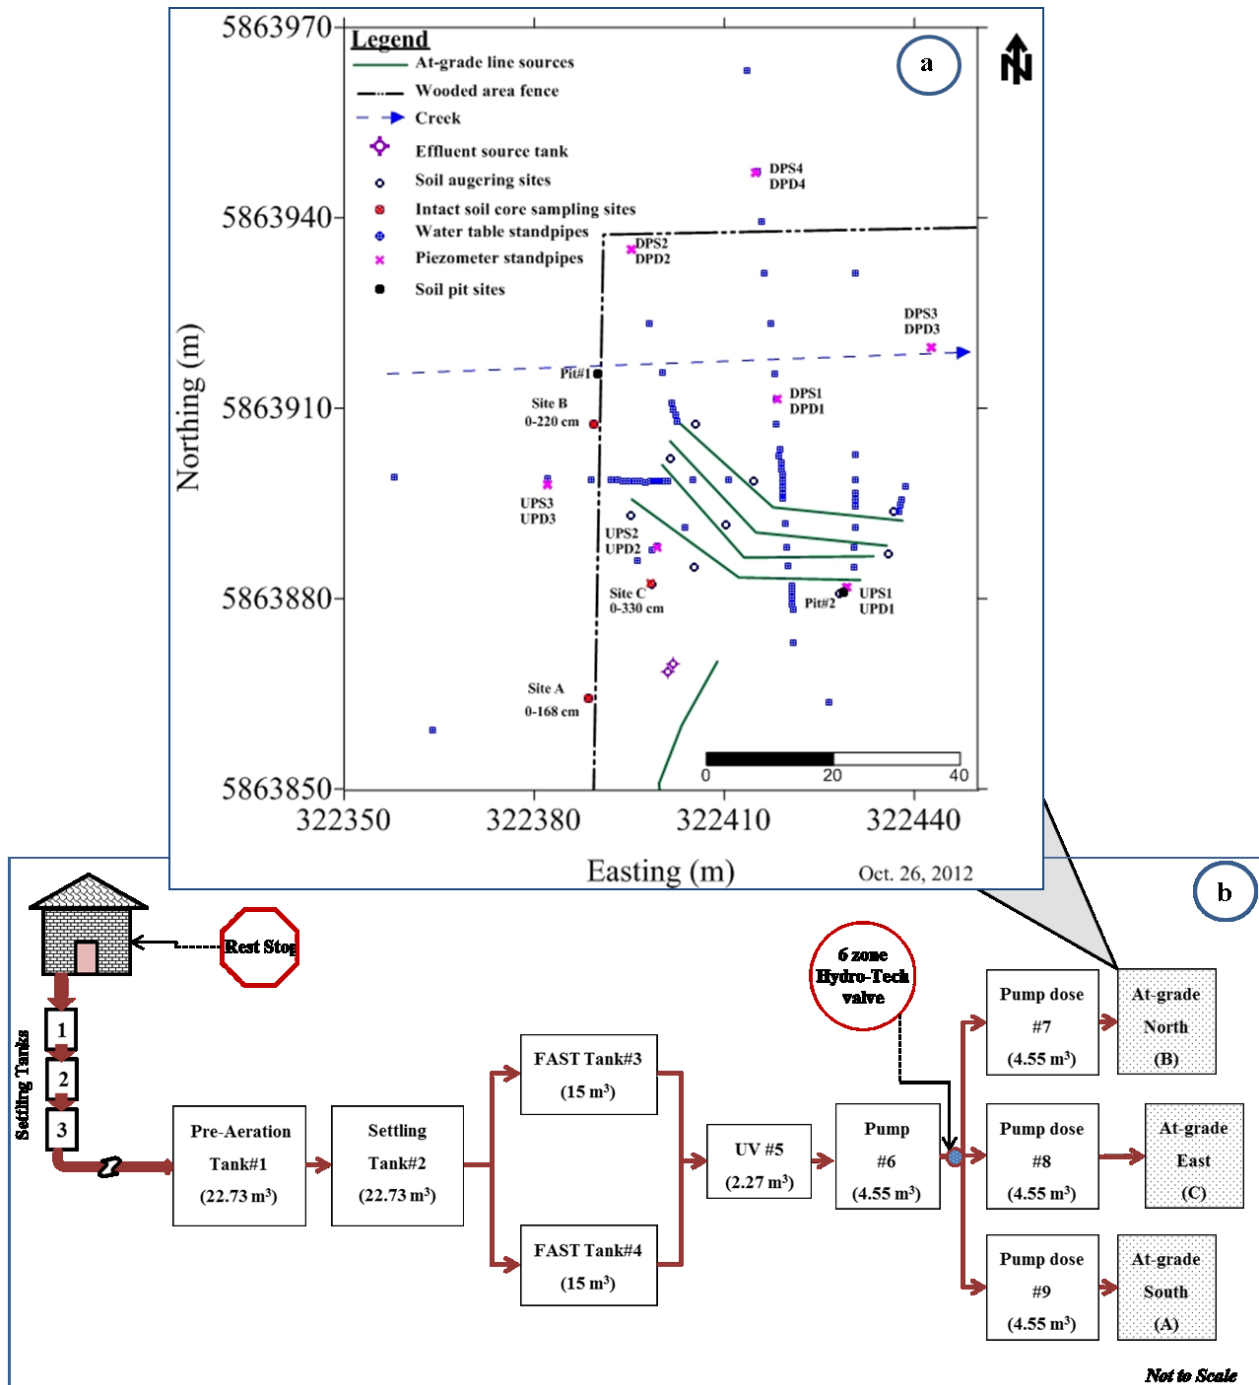 5863970
5863940
5863910
5863880
5863850
Northing (m)
322350
322380
322410
322440
Easting (m)
Oct. 26, 2012
Legend
At-grade line sources
Wooded area fence
Creek
Effluent source tank
Soil augering sites
Intact soil core sampling sites
Water table standpipes
Piezometer standpipes
Soil pit sites
a
N
DPS4
DPD4
DPS2
DPD2
DPS3
DPD3
Pit#1
DPS1
DPD1
Site B
0-220 cm
UPS3
UPD3
UPS2
UPD2
Site C
0-330 cm
Pit#2
UPS1
UPD1
Site A
0-168 cm
0
20
40
b
Rest Stop
Settling Tanks
1
2
3
Pre-Aeration
Tank#1
(22.73 m³)
Settling
Tank#2
(22.73 m³)
FAST Tank#3
(15 m³)
FAST Tank#4
(15 m³)
UV #5
(2.27 m³)
Pump
#6
(4.55 m³)
6 zone
Hydro-Tech
valve
Pump dose
#7
(4.55 m³)
At-grade
North
(B)
Pump dose
#8
(4.55 m³)
At-grade
East
(C)
Pump dose
#9
(4.55 m³)
At-grade
South
(A)
Not to Scale